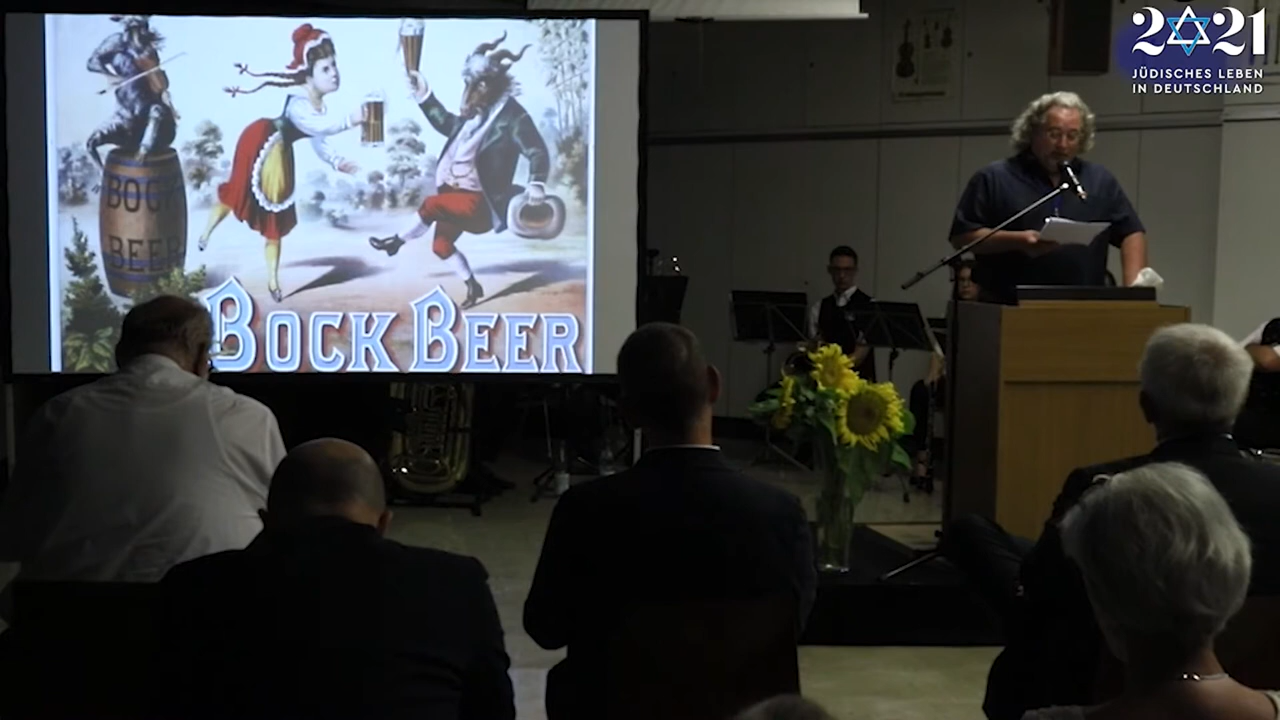 BOCK
BEER
BOCK BEER
2021
JÜDISCHES LEBEN
IN DEUTSCHLAND